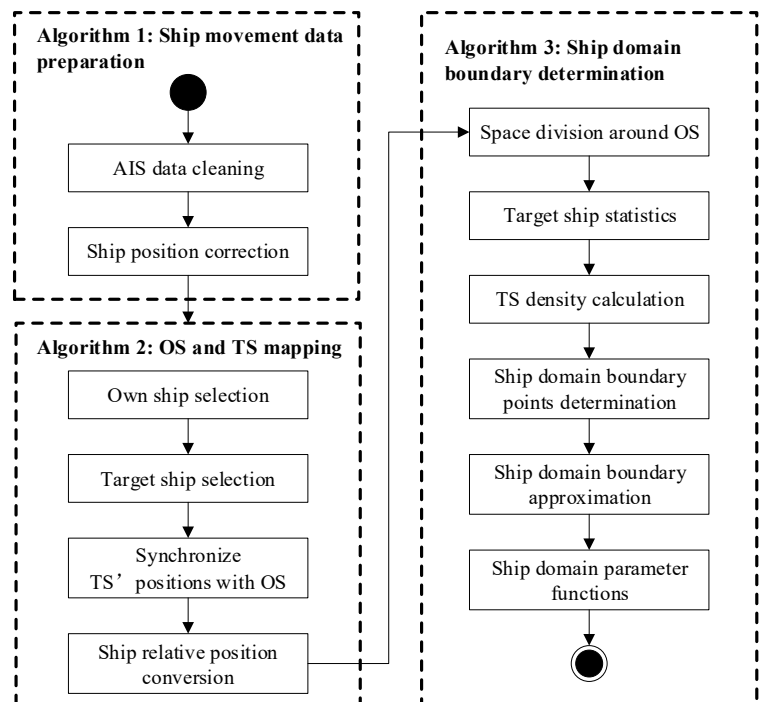 Algorithm 1: Ship movement data
preparation
AIS data cleaning
Ship position correction
Algorithm 2: OS and TS mapping
Own ship selection
Target ship selection
Synchronize
TS’ positions with OS
Ship relative position
conversion
Algorithm 3: Ship domain
boundary determination
Space division around OS
Target ship statistics
TS density calculation
Ship domain boundary
points determination
Ship domain boundary
approximation
Ship domain parameter
functions